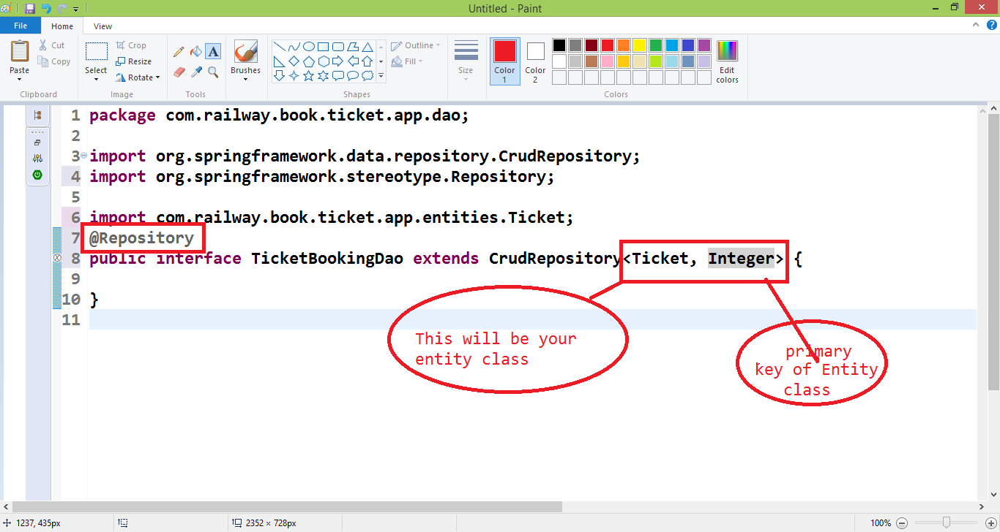 Untitled - Paint
File Home View
Paste Cut Copy Clipboard
Select Crop Resize Rotate Image
A
Tools
Brushes
Outline Fill Shapes
Size
Color 1
Color 2
Edit colors
Colors
1 package com.railway.book.ticket.app.dao;
2
3 import org.springframework.data.repository.CrudRepository;
4 import org.springframework.stereotype.Repository;
5
6 import com.railway.book.ticket.app.entities.Ticket;
7 @Repository
8 public interface TicketBookingDao extends CrudRepository<Ticket, Integer> {
9
10 }
11
This will be your
entity class
primary
key of Entity
class
1237, 435px
2352 × 728px
100%